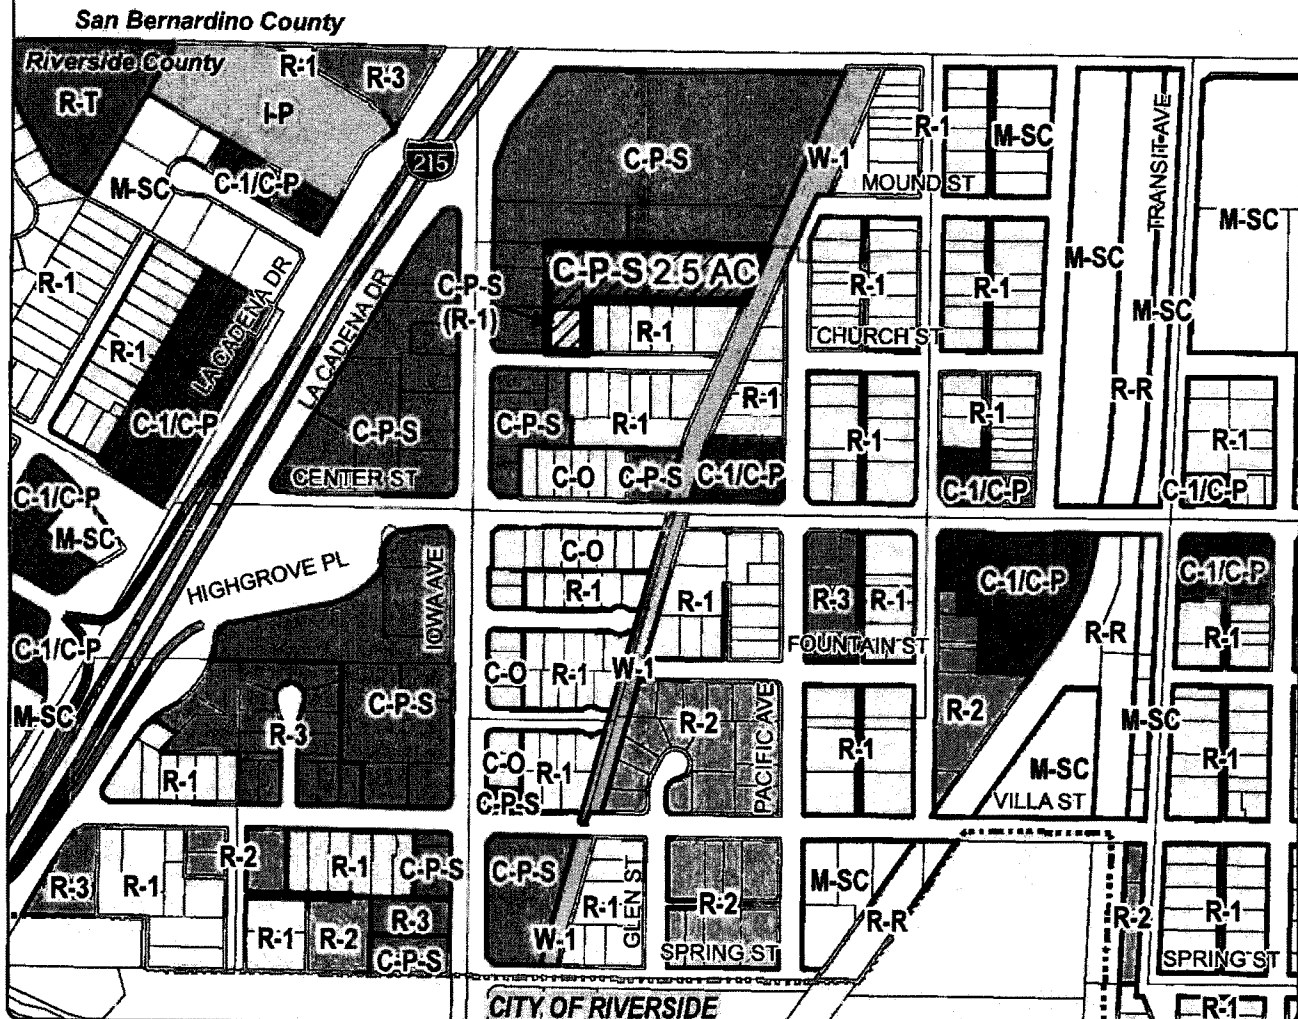 San Bernardino County
Riverside County
R-1
R-3
R-T
I-P
215
C-P-S
W-1
R-1
M-SC
TRANSIT AVE
M-SC
C-1/C-P
MOUND ST
M-SC
R-1
LA CADENA DR
LA CADENA DR
C-P-S
(R-1)
C-P-S 2.5 AC
R-1
R-1
M-SC
M-SC
R-1
R-1
CHURCH ST
R-R
C-1/C-P
C-P-S
C-P-S
R-1
R-1
R-1
R-1
R-1
CENTER ST
C-O
C-P-S
C-1/C-P
C-1/C-P
C-1/C-P
C-1/C-P
M-SC
HIGHGROVE PL
IOWA AVE
C-O
R-1
R-1
R-3
R-1
C-1/C-P
C-1/C-P
C-1/C-P
FOUNTAIN ST
R-R
R-1
M-SC
R-3
C-P-S
C-O
R-1
W-1
R-2
PACIFIC AVE
R-2
M-SC
R-1
C-O
R-1
R-1
R-1
M-SC
VILLA ST
C-P-S
R-3
R-1
R-2
R-1
C-P-S
C-P-S
R-1
GLEN ST
R-2
M-SC
R-R
R-2
R-1
R-1
R-2
R-3
C-P-S
W-1
SPRING ST
SPRING ST
CITY OF RIVERSIDE
R-1